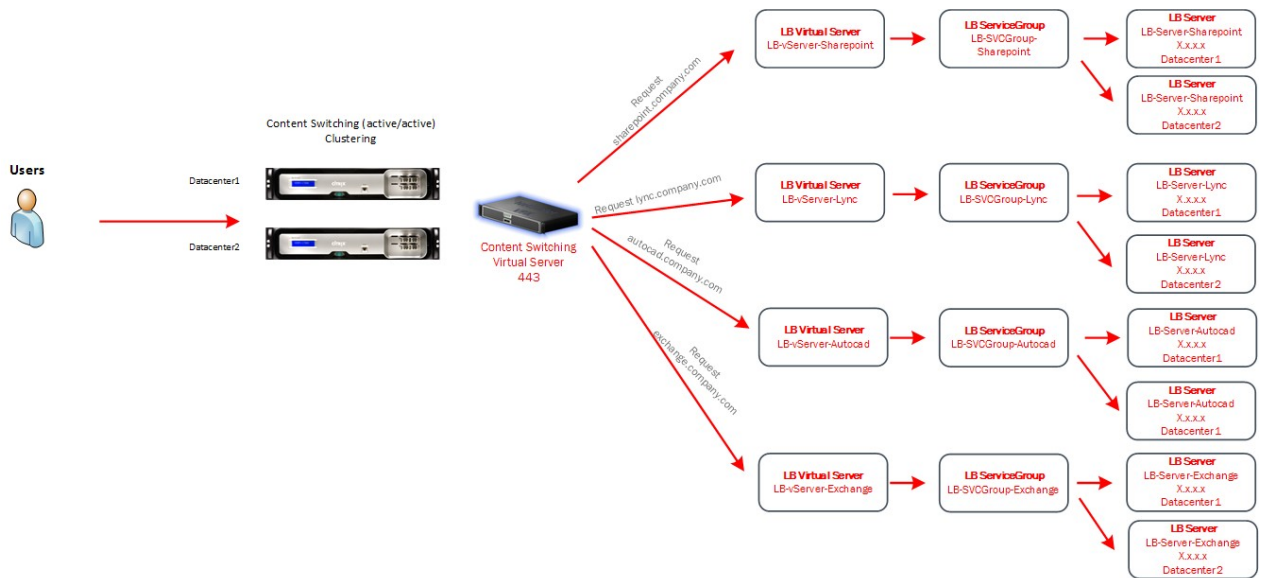 Users
Content Switching (active/active)
Clustering
Datacenter1
Datacenter2
citrix
citrix
Content Switching
Virtual Server
443
Request
sharepoint.company.com
Request lync.company.com
Request
autocad.company.com
Request
exchange.company.com
LB Virtual Server
LB-vServer-Sharepoint
LB ServiceGroup
LB-SVCGroup-
Sharepoint
LB Server
LB-Server-Sharepoint
X.x.x.x
Datacenter1
LB Server
LB-Server-Sharepoint
X.x.x.x
Datacenter2
LB Virtual Server
LB-vServer-Lync
LB ServiceGroup
LB-SVCGroup-Lync
LB Server
LB-Server-Lync
X.x.x.x
Datacenter1
LB Server
LB-Server-Lync
X.x.x.x
Datacenter2
LB Virtual Server
LB-vServer-Autocad
LB ServiceGroup
LB-SVCGroup-Autocad
LB Server
LB-Server-Autocad
X.x.x.x
Datacenter1
LB Server
LB-Server-Autocad
X.x.x.x
Datacenter1
LB Virtual Server
LB-vServer-Exchange
LB ServiceGroup
LB-SVCGroup-Exchange
LB Server
LB-Server-Exchange
X.x.x.x
Datacenter1
LB Server
LB-Server-Exchange
X.x.x.x
Datacenter2